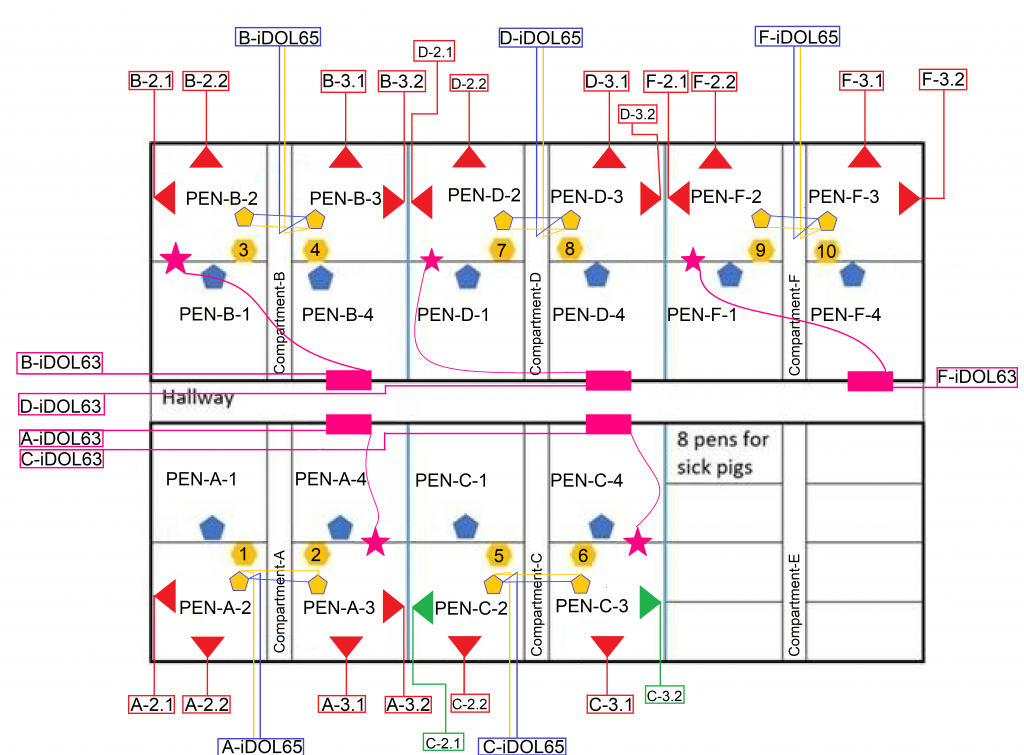 B-iDOL65
D-iDOL65
F-iDOL65
D-2.1
B-2.1
B-2.2
B-3.1
B-3.2
D-2.2
D-3.1
F-2.1
F-2.2
F-3.1
F-3.2
D-3.2
PEN-B-2
PEN-B-3
PEN-D-2
PEN-D-3
PEN-F-2
PEN-F-3
3
4
7
8
9
10
Compartment-B
Compartment-D
Compartment-F
PEN-B-1
PEN-B-4
PEN-D-1
PEN-D-4
PEN-F-1
PEN-F-4
B-iDOL63
F-iDOL63
D-iDOL63
Hallway
A-iDOL63
C-iDOL63
8 pens for
sick pigs
PEN-A-1
PEN-A-4
PEN-C-1
PEN-C-4
1
2
5
6
Compartment-A
Compartment-C
Compartment-E
PEN-A-2
PEN-A-3
PEN-C-2
PEN-C-3
A-2.1
A-2.2
A-3.1
A-3.2
C-2.2
C-3.1
C-3.2
C-2.1
A-iDOL65
C-iDOL65